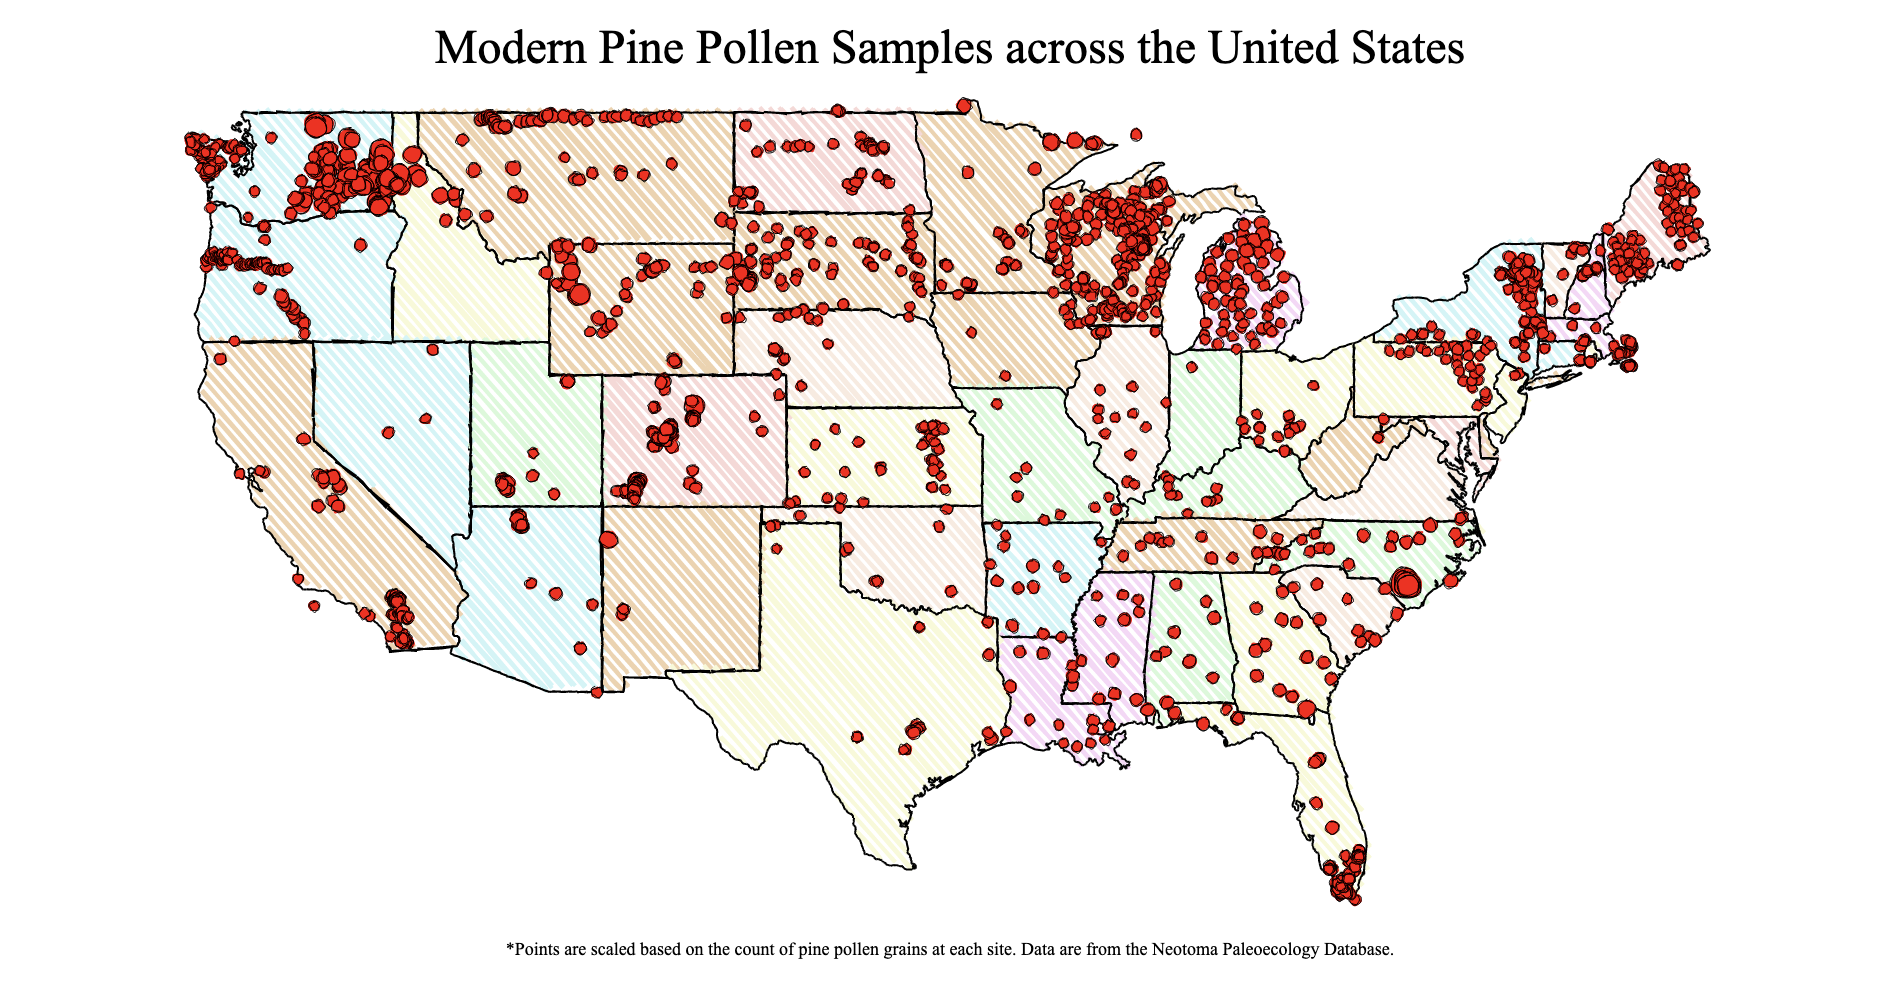 Modern Pine Pollen Samples across the United States
*Points are scaled based on the count of pine pollen grains at each site. Data are from the Neotoma Paleoecology Database.